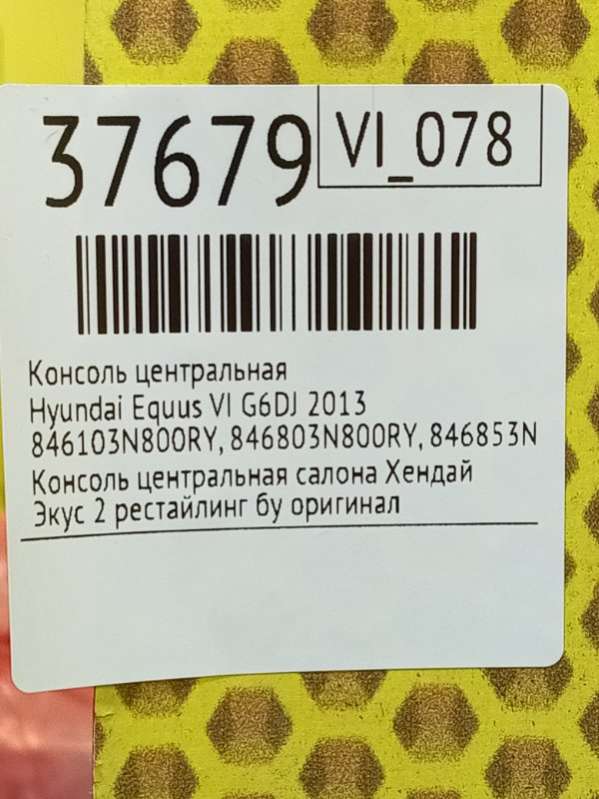 37679
VI_078
Консоль центральная
Hyundai Equus VI G6DJ 2013
846103N800RY, 846803N800RY, 846853N
Консоль центральная салона Хендай
Экус 2 рестайлинг бу оригинал